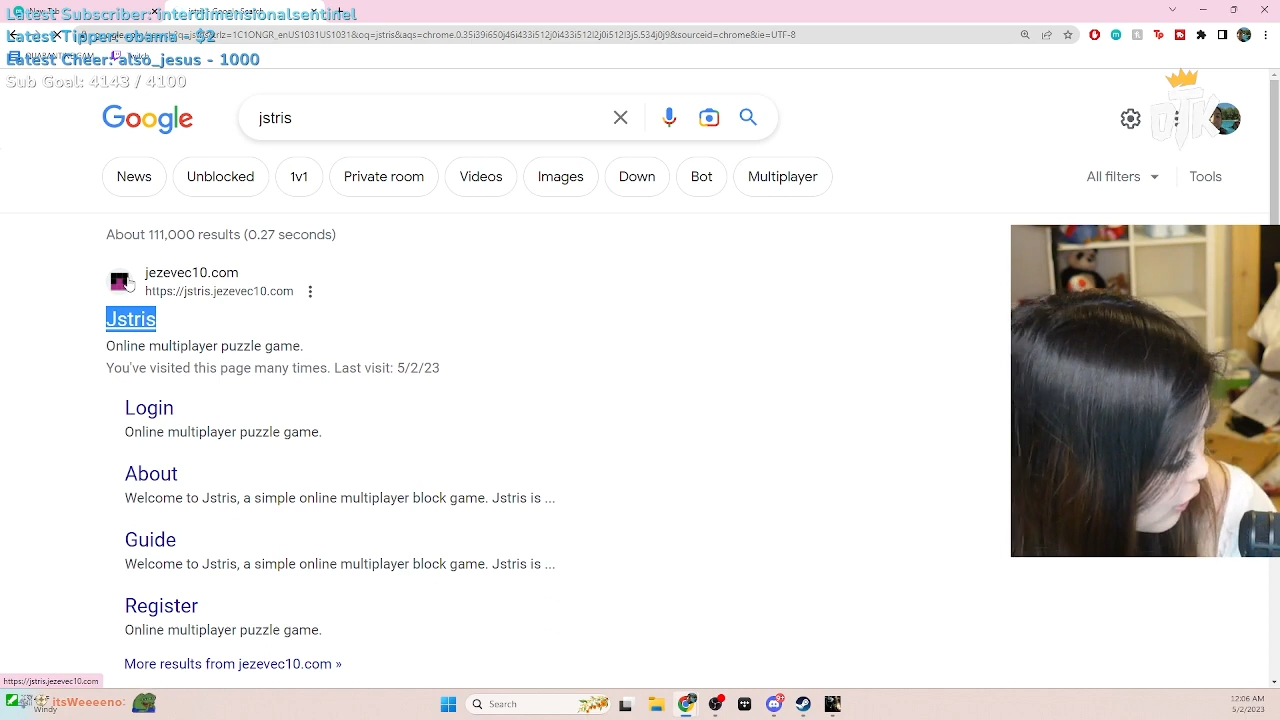 Latest Subscriber: interdimensionalsentinel
Latest Tipper: obama - $2
Latest Cheer: also_jesus - 1000
Sub Goal: 4143 / 4100
Google
jstris
News
Unblocked
1v1
Private room
Videos
Images
Down
Bot
Multiplayer
All filters
Tools
About 111,000 results (0.27 seconds)
jezevec10.com
https://jstris.jezevec10.com
Jstris
Online multiplayer puzzle game.
You've visited this page many times. Last visit: 5/2/23
Login
Online multiplayer puzzle game.
About
Welcome to Jstris, a simple online multiplayer block game. Jstris is ...
Guide
Welcome to Jstris, a simple online multiplayer block game. Jstris is ...
Register
Online multiplayer puzzle game.
More results from jezevec10.com »
https://jstris.jezevec10.com
itsWeeeeno:
Windy
Search
12:06 AM
5/2/2023